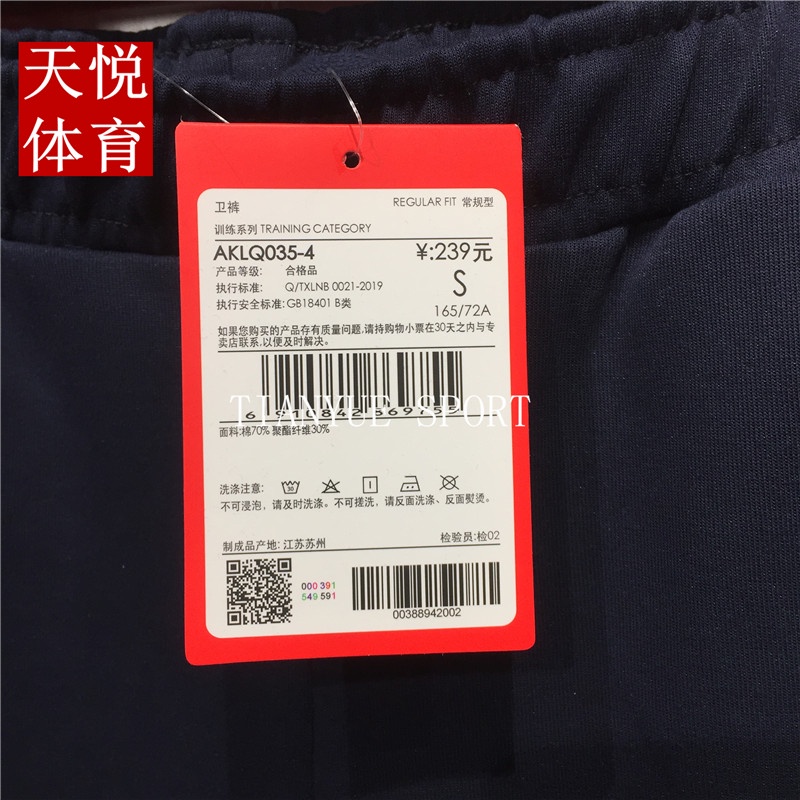 天悦
体育
卫裤
REGULAR FIT 常规型
训练系列 TRAINING CATEGORY
AKLQ035-4
¥:239元
产品等级: 合格品
执行标准: Q/TXLNB 0021-2019
S
执行安全标准:GB18401 B类
165/72A
如果您购买的产品存有质量问题,请持购物小票在30天之内与专
卖店联系,以便及时解决。
TIANYUE SPORT
面料:棉70% 聚酯纤维30%
洗涤注意:
不可浸泡, 请及时洗涤. 不可搓洗, 请反面洗涤、反面熨烫。
制成品产地: 江苏苏州
检验员:检02
000 391
549 591
00388942002